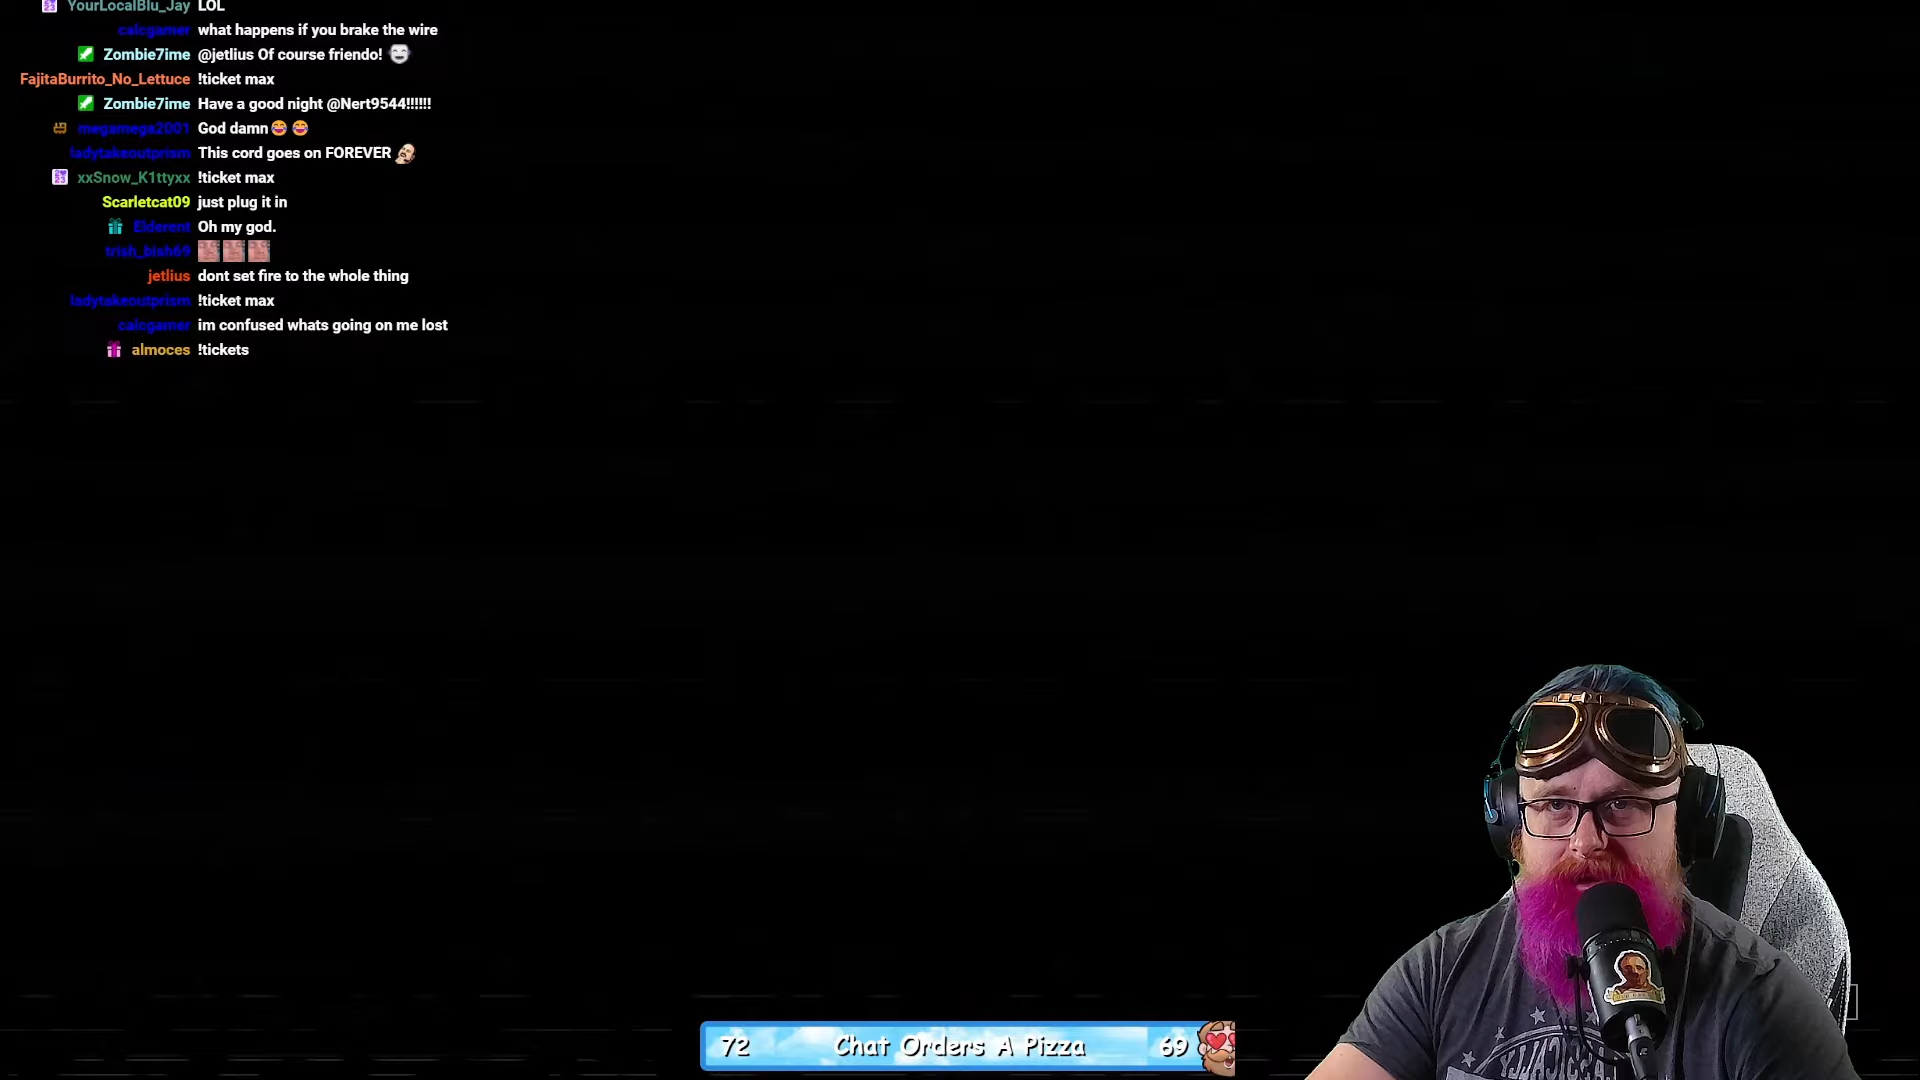 YourLocalBlu_Jay LOL
calcgamer what happens if you brake the wire
Zombie7ime @jetlius Of course friendo!
FajitaBurrito_No_Lettuce !ticket max
Zombie7ime Have a good night @Nert9544!!!!!!
megamega2001 God damn
ladytakeoutprism This cord goes on FOREVER
xxSnow_K1ttyxx !ticket max
Scarletcat09 just plug it in
Elderent Oh my god.
trish_bish69
jetlius dont set fire to the whole thing
ladytakeoutprism !ticket max
calcgamer im confused whats going on me lost
almoces !tickets
72 Chat Orders A Pizza 69